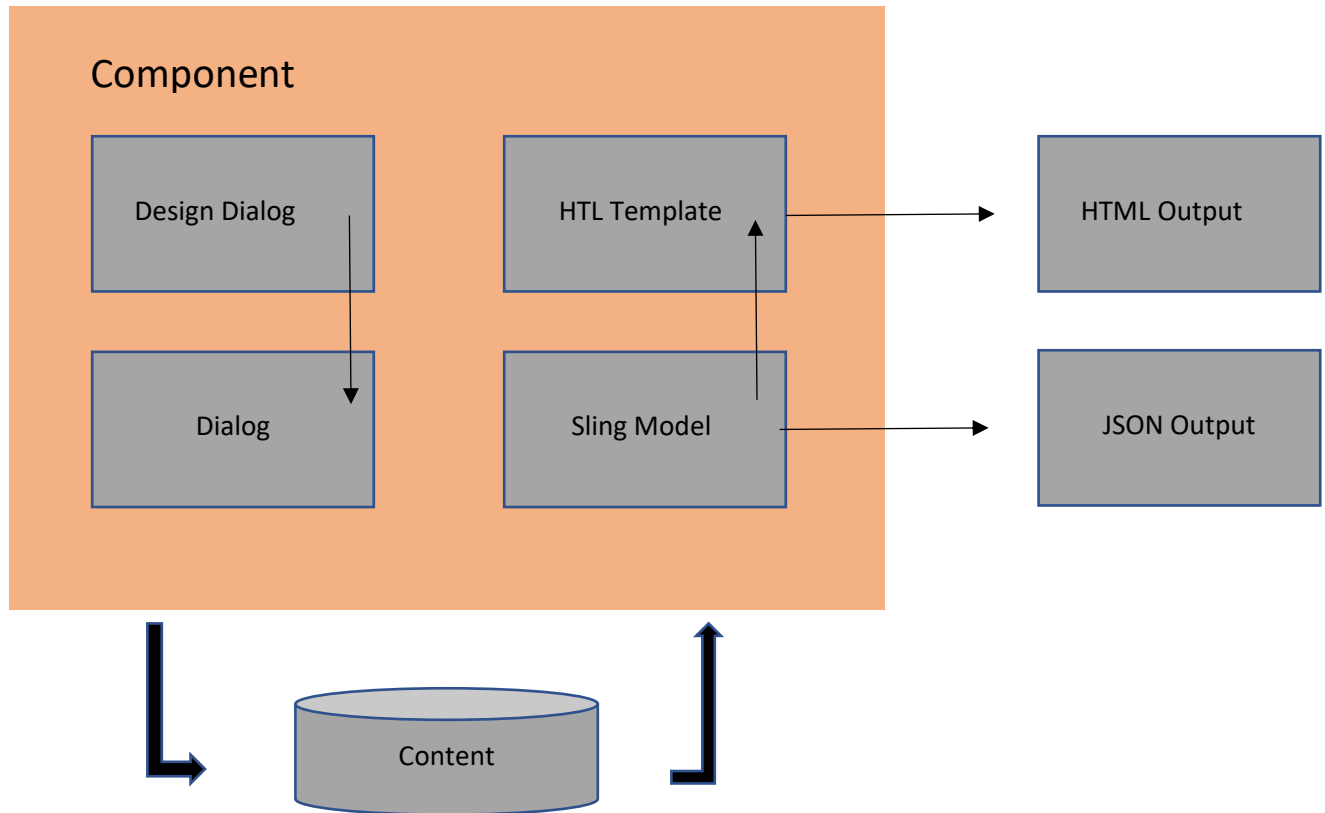 Component
Design Dialog
HTL Template
HTML Output
Dialog
Sling Model
JSON Output
Content